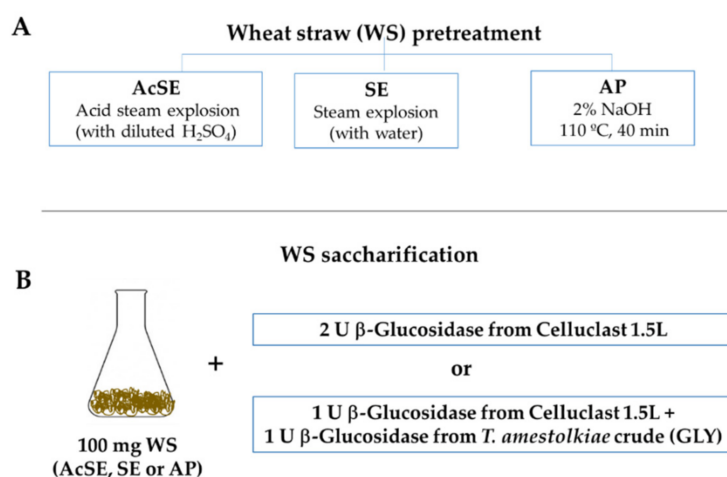 A
Wheat straw (WS) pretreatment
AcSE
Acid steam explosion
(with diluted H₂SO₄)
SE
Steam explosion
(with water)
AP
2% NaOH
110 ºC, 40 min
WS saccharification
B
100 mg WS
(AcSE, SE or AP)
+
2 U β-Glucosidase from Celluclast 1.5L
or
1 U β-Glucosidase from Celluclast 1.5L +
1 U β-Glucosidase from T. amestolkiae crude (GLY)